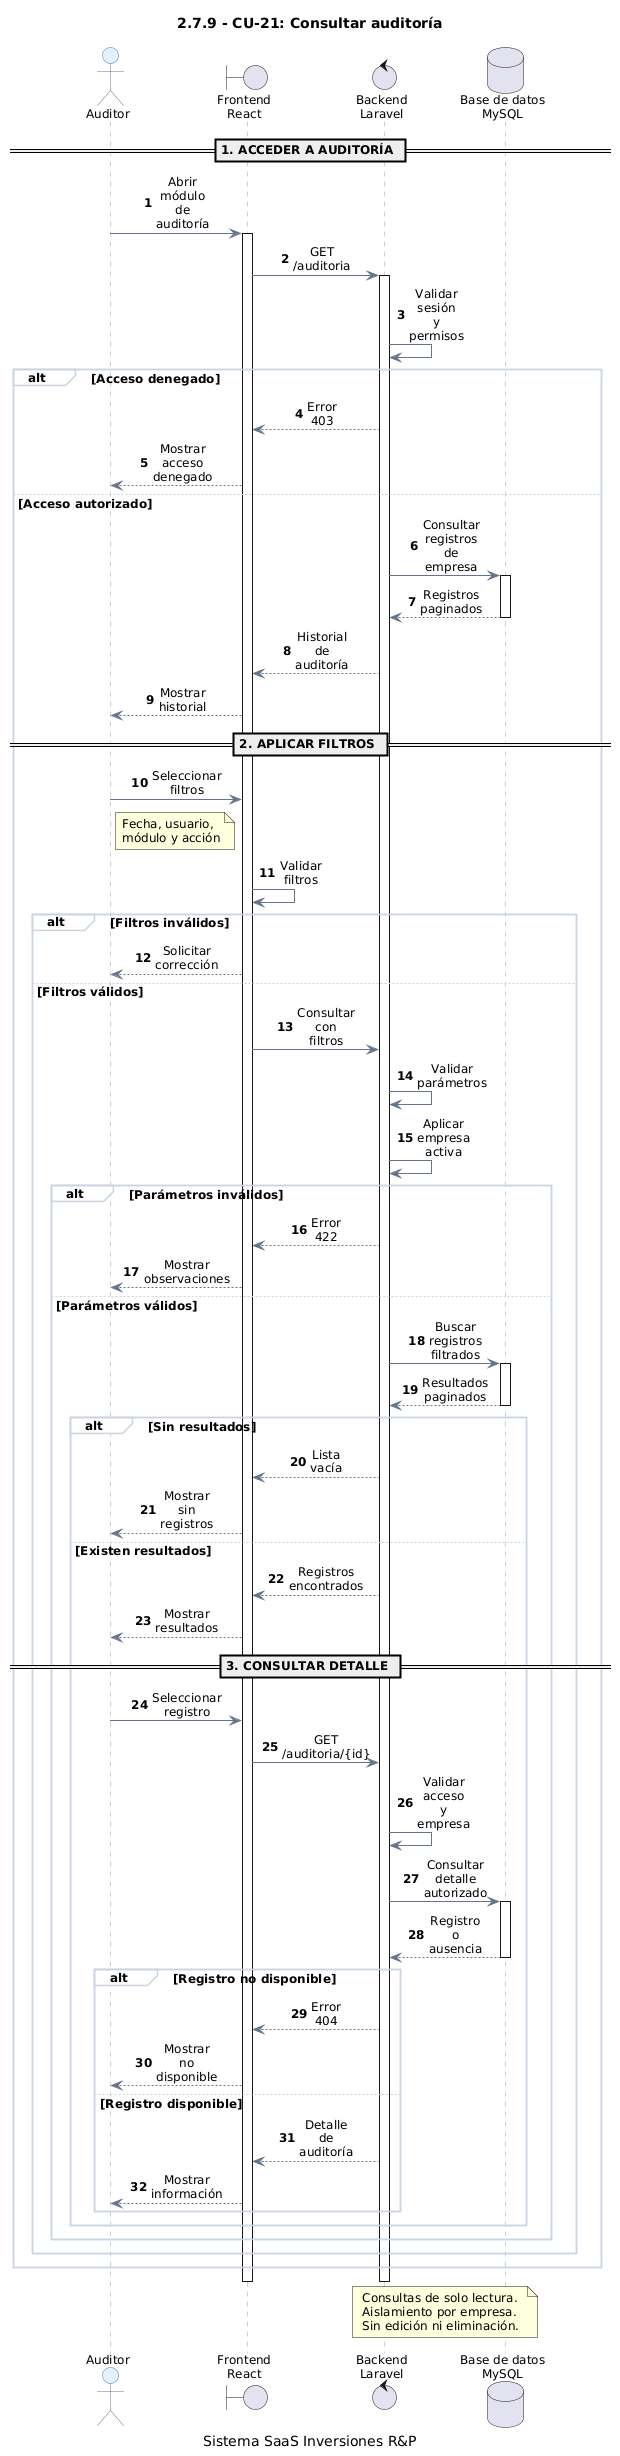 2.7.9 - CU-21: Consultar auditoría
Auditor
Frontend
React
Backend
Laravel
Base de datos
MySQL
1. ACCEDER A AUDITORÍA
1 Abrir
módulo
de
auditoría
2 GET
/auditoria
3 Validar
sesión
y
permisos
alt [Acceso denegado]
4 Error
403
5 Mostrar
acceso
denegado
[Acceso autorizado]
6 Consultar
registros
de
empresa
7 Registros
paginados
8 Historial
de
auditoría
9 Mostrar
historial
2. APLICAR FILTROS
10 Seleccionar
filtros
Fecha, usuario,
módulo y acción
11 Validar
filtros
alt [Filtros inválidos]
12 Solicitar
corrección
[Filtros válidos]
13 Consultar
con
filtros
14 Validar
parámetros
15 Aplicar
empresa
activa
alt [Parámetros inválidos]
16 Error
422
17 Mostrar
observaciones
[Parámetros válidos]
18 Buscar
registros
filtrados
19 Resultados
paginados
alt [Sin resultados]
20 Lista
vacía
21 Mostrar
sin
registros
[Existen resultados]
22 Registros
encontrados
23 Mostrar
resultados
3. CONSULTAR DETALLE
24 Seleccionar
registro
25 GET
/auditoria/{id}
26 Validar
acceso
y
empresa
27 Consultar
detalle
autorizado
28 Registro
o
ausencia
alt [Registro no disponible]
29 Error
404
30 Mostrar
no
disponible
[Registro disponible]
31 Detalle
de
auditoría
32 Mostrar
información
Consultas de solo lectura.
Aislamiento por empresa.
Sin edición ni eliminación.
Auditor
Frontend
React
Backend
Laravel
Base de datos
MySQL
Sistema SaaS Inversiones R&P